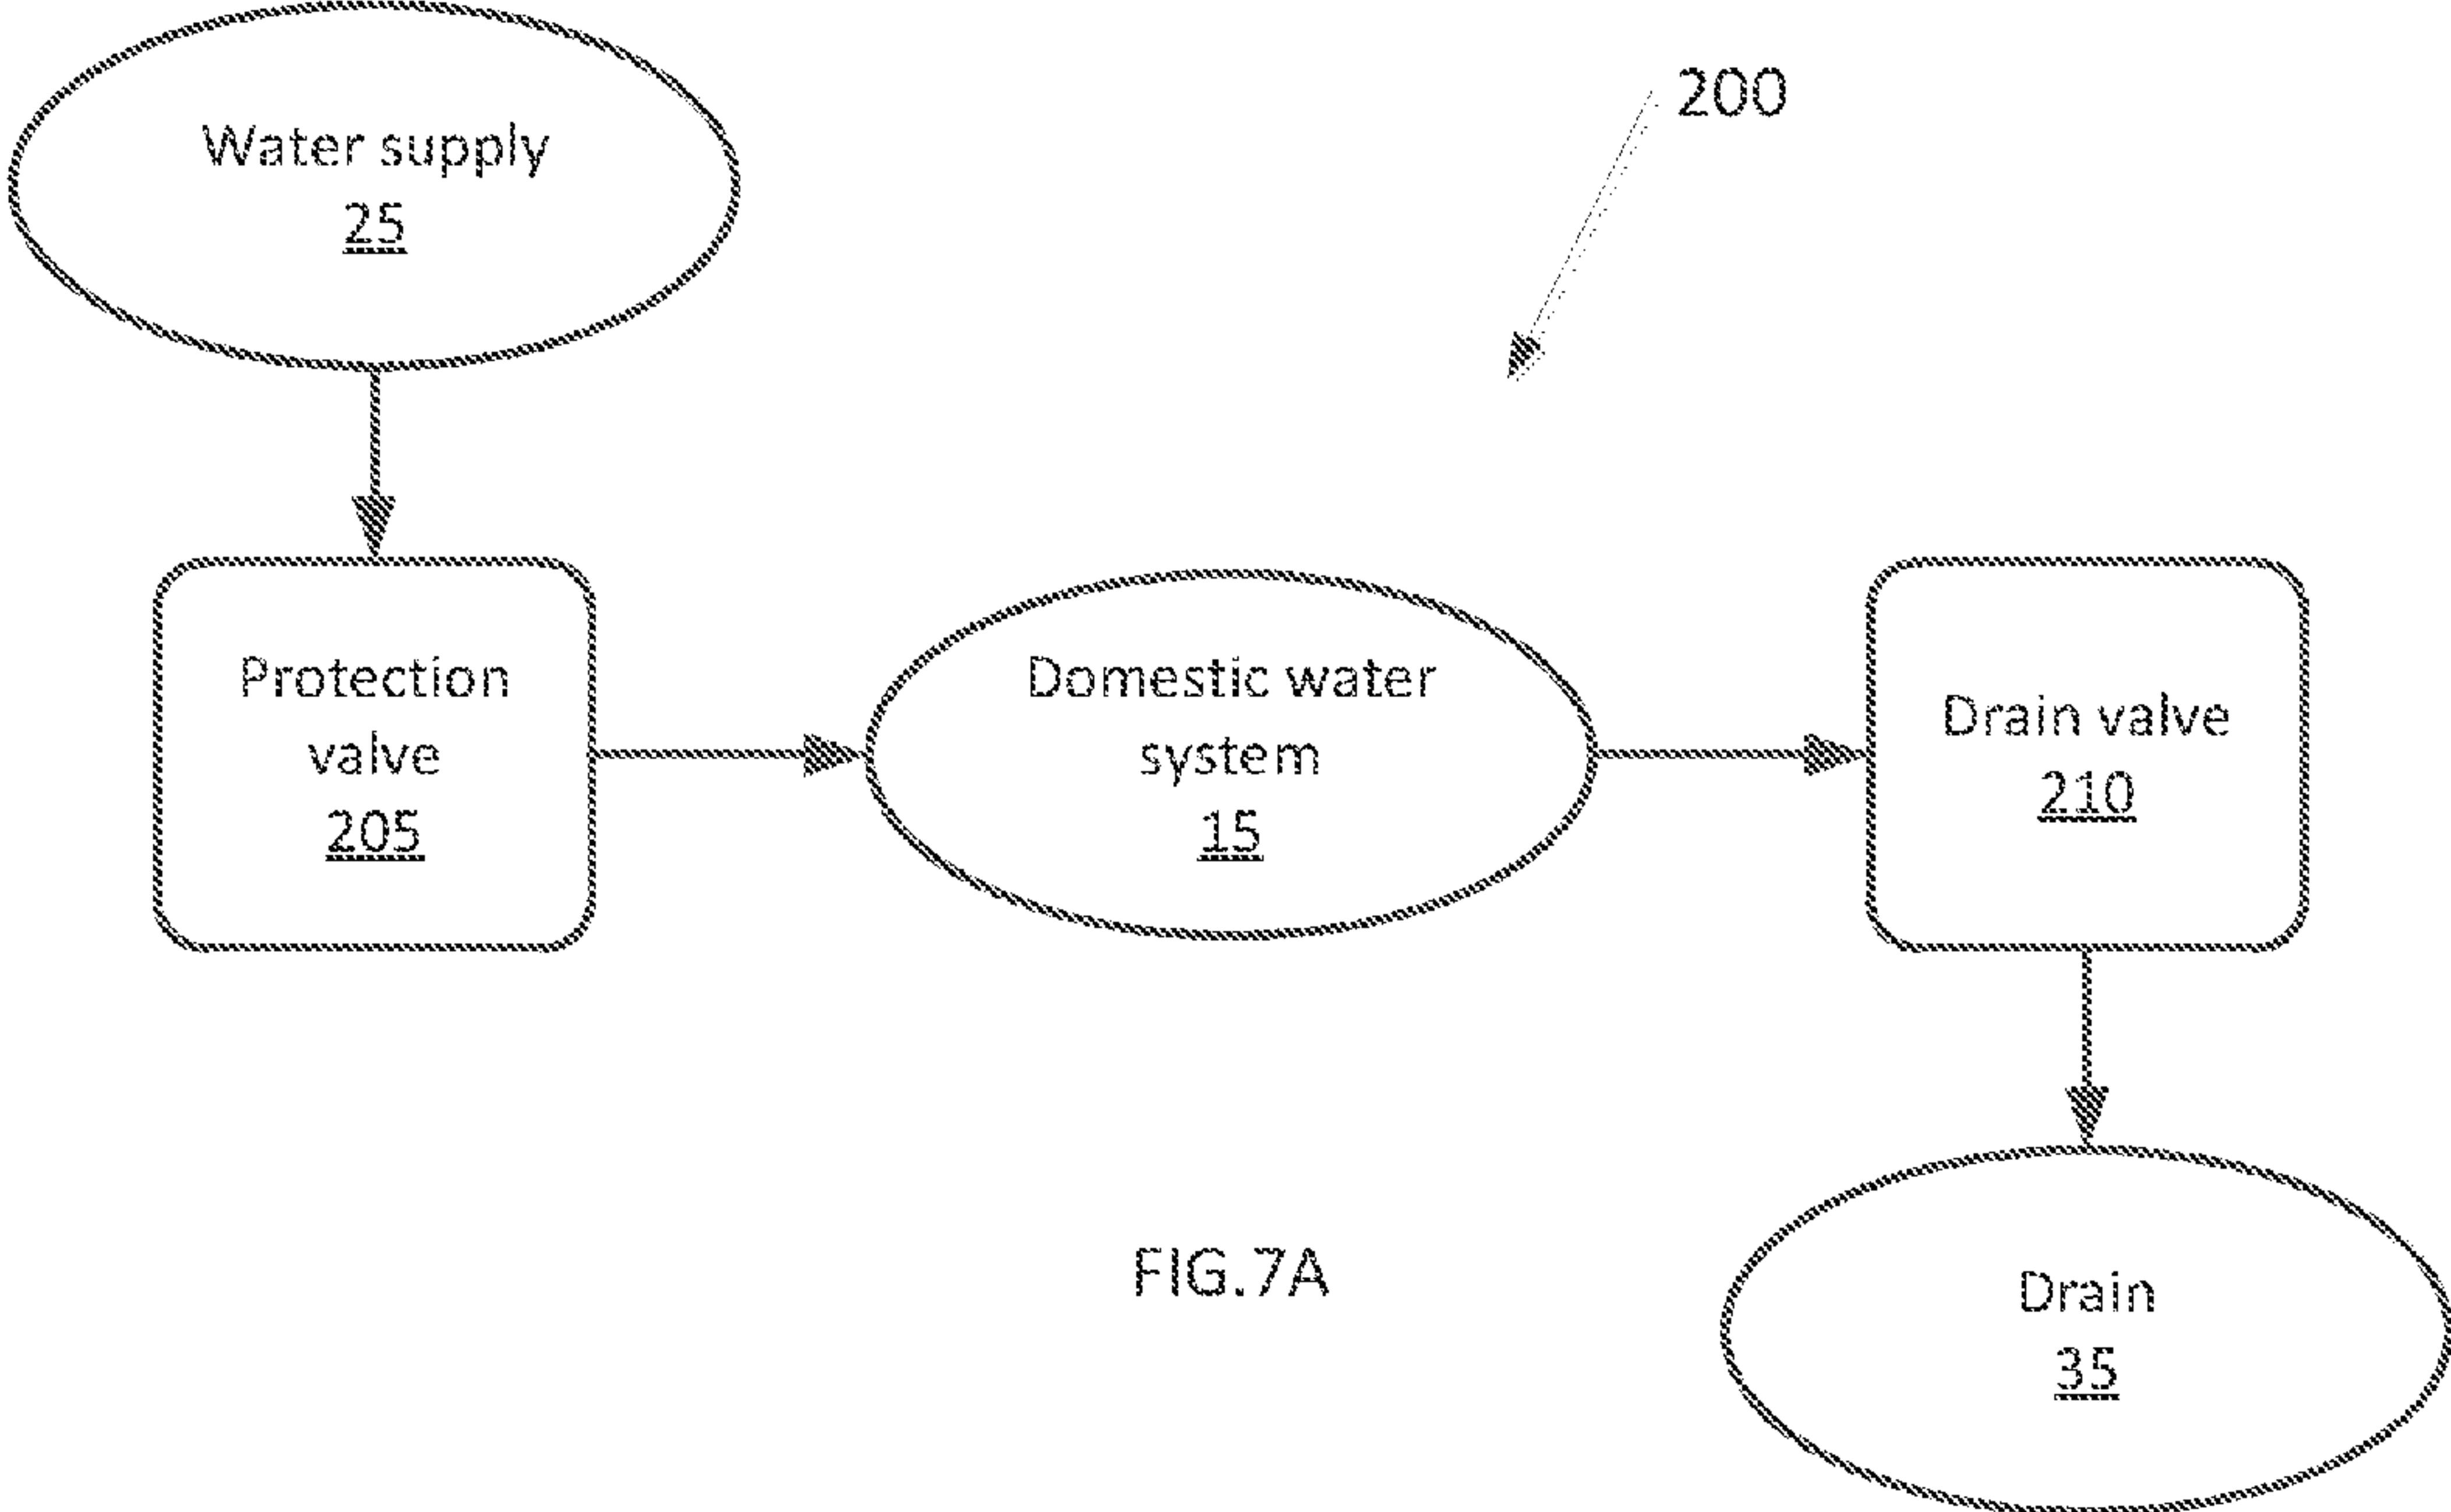 200
Water supply
25
Protection
valve
205
Domestic water
system
15
Drain valve
210
Drain
35
FIG.7A